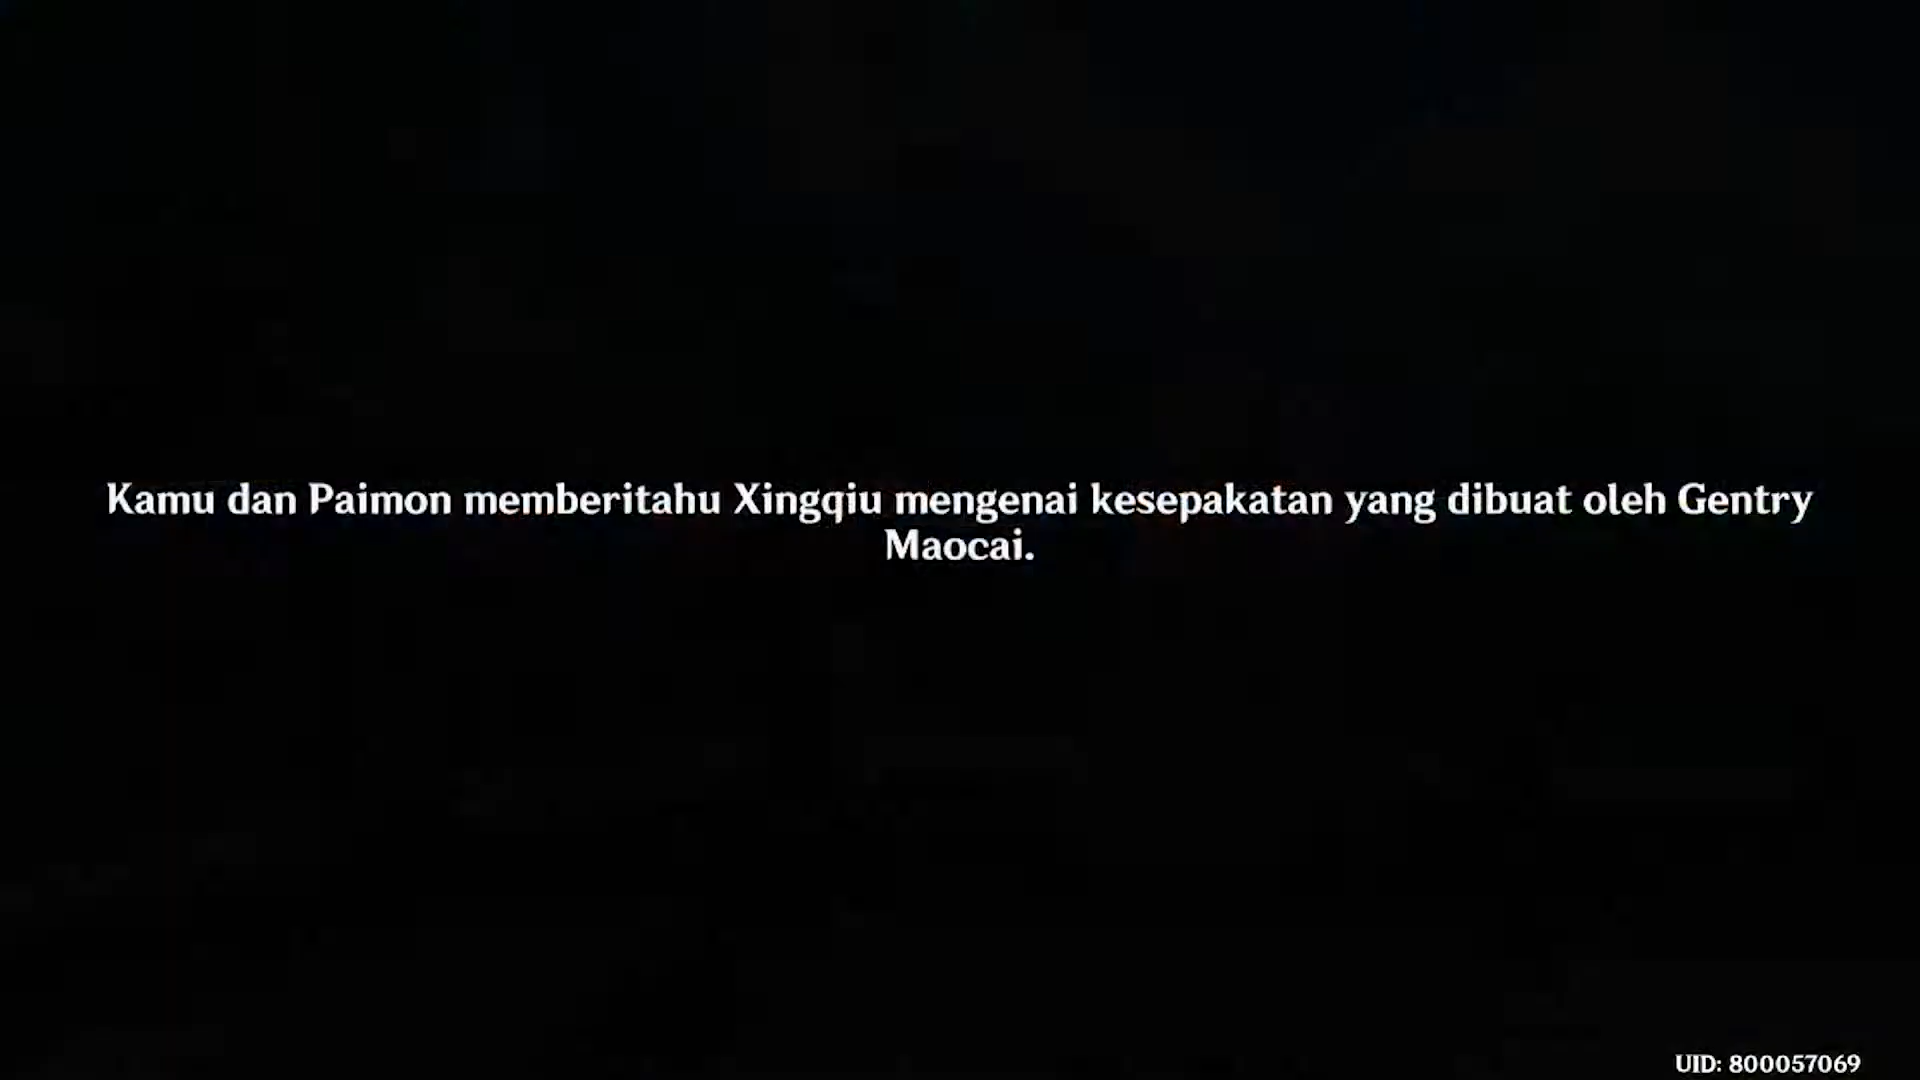 Kamu dan Paimon memberitahu Xingqiu mengenai kesepakatan yang dibuat oleh Gentry
Maocai.
UID: 800057069